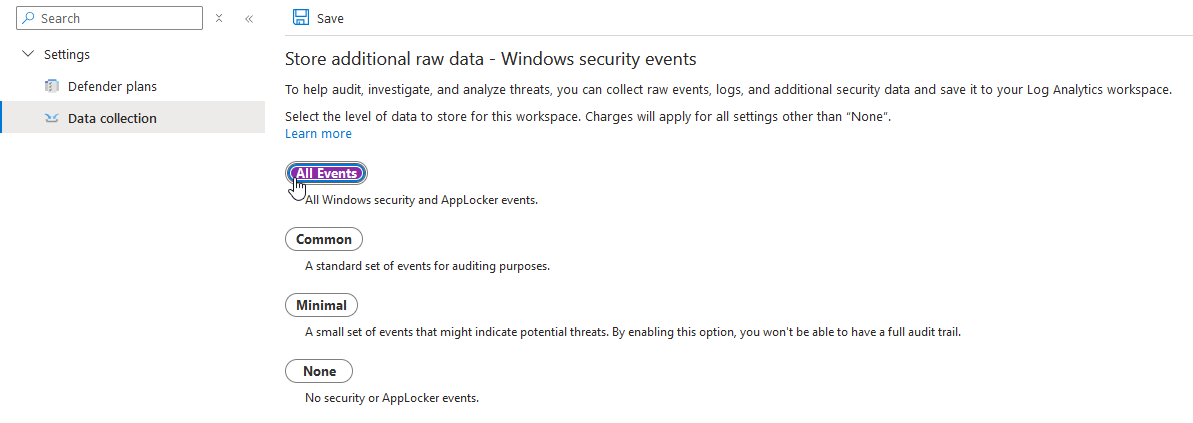 Search
Save
Settings
Defender plans
Data collection
Store additional raw data - Windows security events
To help audit, investigate, and analyze threats, you can collect raw events, logs, and additional security data and save it to your Log Analytics workspace.
Select the level of data to store for this workspace. Charges will apply for all settings other than “None”.
Learn more
All Events
All Windows security and AppLocker events.
Common
A standard set of events for auditing purposes.
Minimal
A small set of events that might indicate potential threats. By enabling this option, you won't be able to have a full audit trail.
None
No security or AppLocker events.